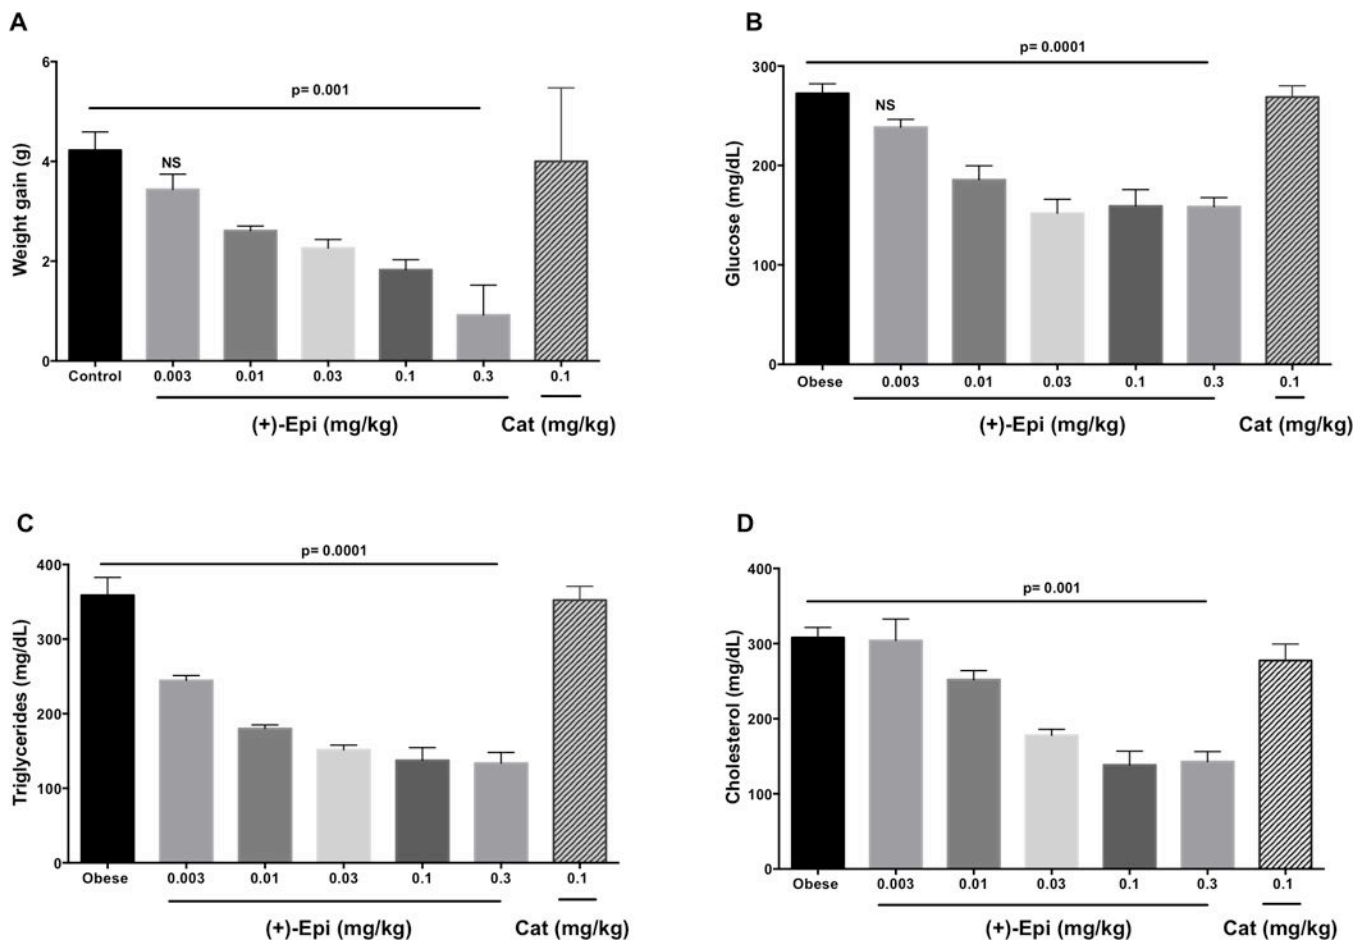 A
p= 0.001
Weight gain (g)
6
4
2
0
NS
Control 0.003 0.01 0.03 0.1 0.3 0.1
(+)-Epi (mg/kg) Cat (mg/kg)
B
p= 0.0001
Glucose (mg/dL)
300
200
100
0
NS
Obese 0.003 0.01 0.03 0.1 0.3 0.1
(+)-Epi (mg/kg) Cat (mg/kg)
C
p= 0.0001
Triglycerides (mg/dL)
400
300
200
100
0
Obese 0.003 0.01 0.03 0.1 0.3 0.1
(+)-Epi (mg/kg) Cat (mg/kg)
D
p= 0.001
Cholesterol (mg/dL)
400
300
200
100
0
Obese 0.003 0.01 0.03 0.1 0.3 0.1
(+)-Epi (mg/kg) Cat (mg/kg)